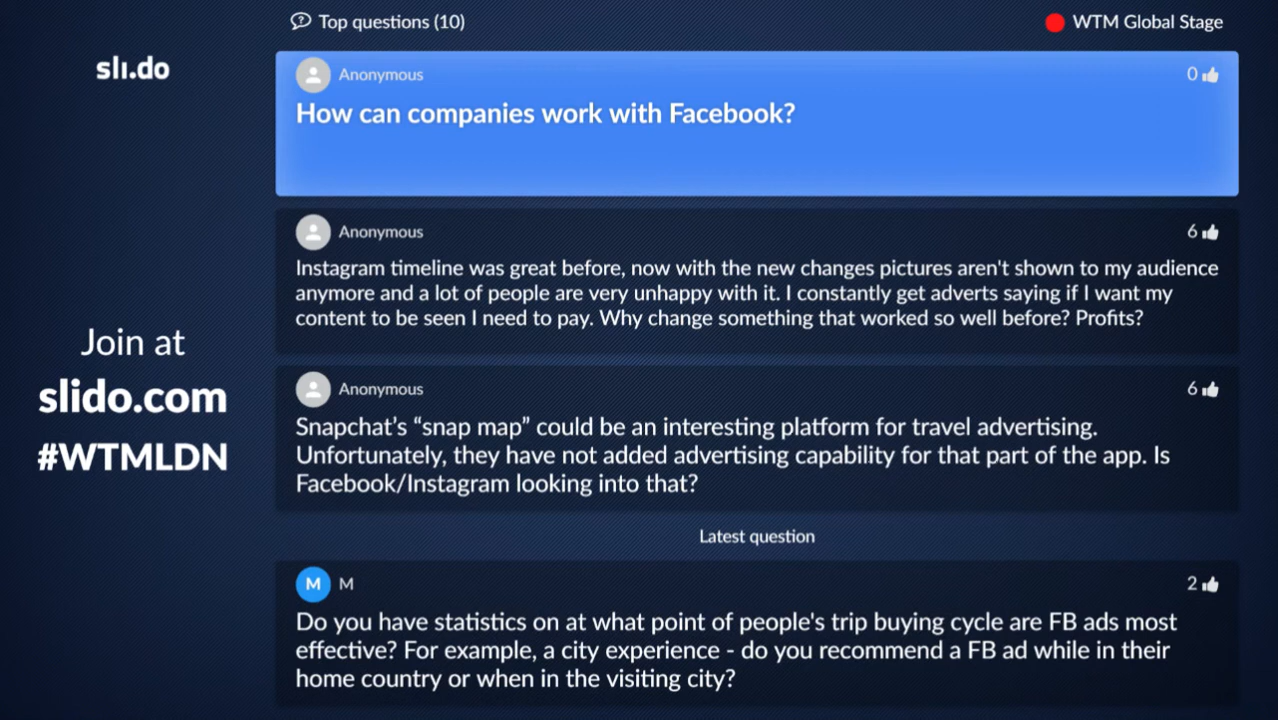 Top questions (10)
WTM Global Stage
slı.do
Anonymous
0
How can companies work with Facebook?
Anonymous
6
Instagram timeline was great before, now with the new changes pictures aren't shown to my audience
anymore and a lot of people are very unhappy with it. I constantly get adverts saying if I want my
content to be seen I need to pay. Why change something that worked so well before? Profits?
Join at
slido.com
#WTMLDN
Anonymous
6
Snapchat’s “snap map” could be an interesting platform for travel advertising.
Unfortunately, they have not added advertising capability for that part of the app. Is
Facebook/Instagram looking into that?
Latest question
M M
2
Do you have statistics on at what point of people's trip buying cycle are FB ads most
effective? For example, a city experience - do you recommend a FB ad while in their
home country or when in the visiting city?